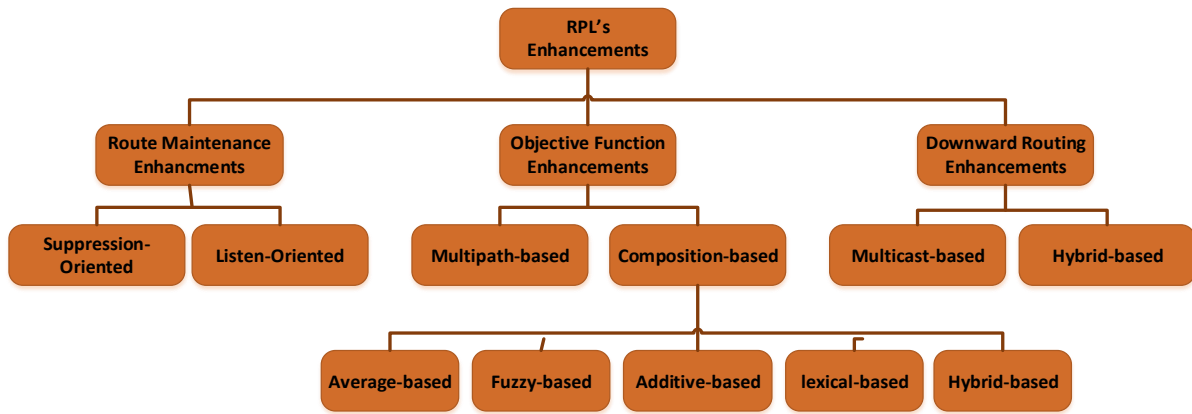 RPL's
Enhancements
Route Maintenance
Enhancments
Objective Function
Enhancements
Downward Routing
Enhancements
Suppression-
Oriented
Listen-Oriented
Multipath-based
Composition-based
Multicast-based
Hybrid-based
Average-based
Fuzzy-based
Additive-based
lexical-based
Hybrid-based